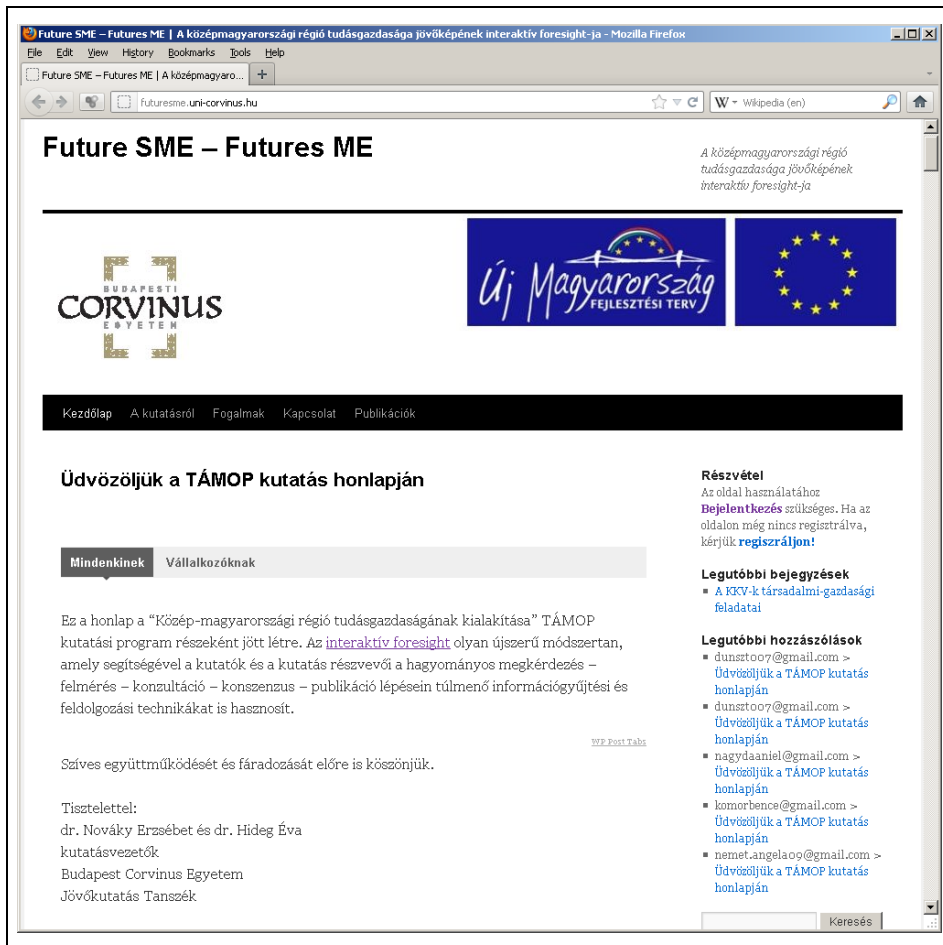 Future SME – Futures ME | A középmagyarországi régió tudásgazdasága jövőképének interaktív foresight-ja - Mozilla Firefox
File Edit View History Bookmarks Tools Help
Future SME – Futures ME | A középmagyaro...
futuresme.uni-corvinus.hu
W Wikipedia (en)
Future SME – Futures ME
A középmagyarországi régió
tudásgazdasága jövőképének
interaktív foresight-ja
BUDAPESTI
CORVINUS
EGYETEM
Új Magyarország
FEJLESZTÉSI TERV
Kezdőlap A kutatásról Fogalmak Kapcsolat Publikációk
Üdvözöljük a TÁMOP kutatás honlapján
Mindenkinek Vállalkozóknak
Ez a honlap a “Közép-magyarországi régió tudásgazdaságának kialakítása” TÁMOP
kutatási program részeként jött létre. Az interaktív foresight olyan újszerű módszertan,
amely segítségével a kutatók és a kutatás részvevői a hagyományos megkérdezés –
felmérés – konzultáció – konszenzus – publikáció lépésein túlmenő információgyűjtési és
feldolgozási technikákat is hasznosít.
WP Post Tabs
Szíves együttműködését és fáradozását előre is köszönjük.
Tisztelettel:
dr. Nováky Erzsébet és dr. Hideg Éva
kutatásvezetők
Budapest Corvinus Egyetem
Jövőkutatás Tanszék
Részvétel
Az oldal használatához
Bejelentkezés szükséges. Ha az
oldalon még nincs regisztrálva,
kérjük regiszráljon!
Legutóbbi bejegyzések
A KKV-k társadalmi-gazdasági
feladatai
Legutóbbi hozzászólások
dunszt007@gmail.com >
Üdvözöljük a TÁMOP kutatás
honlapján
dunszt007@gmail.com >
Üdvözöljük a TÁMOP kutatás
honlapján
nagydaaniel@gmail.com >
Üdvözöljük a TÁMOP kutatás
honlapján
komorbence@gmail.com >
Üdvözöljük a TÁMOP kutatás
honlapján
nemet.angela09@gmail.com >
Üdvözöljük a TÁMOP kutatás
honlapján
Keresés